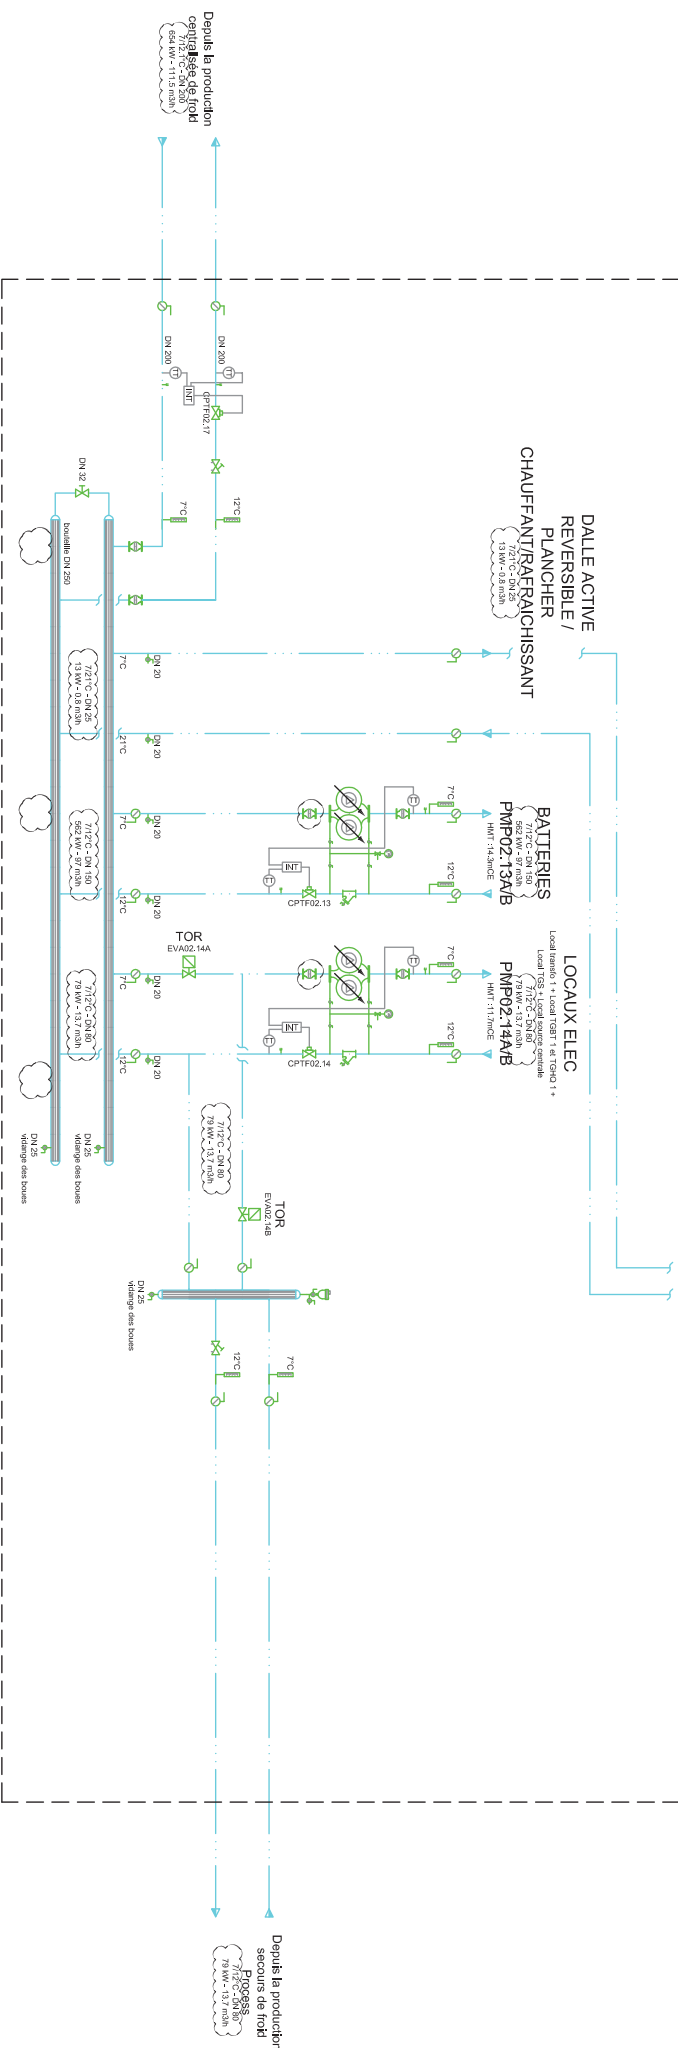 Depuis la production
centralisée de froid
7/12.1°C - DN 200
654 kW - 111.5 m3/h
DN 200
DN 200
TT
TT
INT
CPTF02.17
DN 32
7°C
12°C
bouteille DN 250
DALLE ACTIVE
REVERSIBLE /
PLANCHER
CHAUFFANT/RAFRAICHISSANT
7/21°C - DN 25
13 kW - 0.8 m3/h
7/21°C - DN 25
13 kW - 0.8 m3/h
7°C
DN 20
21°C
DN 20
BATTERIES
7/12°C - DN 150
562 kW - 97 m3/h
PMP02.13A/B
HMT :14.3mCE
7°C
12°C
TT
TT
INT
CPTF02.13
7/12°C - DN 150
562 kW - 97 m3/h
7°C
DN 20
12°C
DN 20
LOCAUX ELEC
Local transfo 1 + Local TGBT 1 et TGHQ 1 +
Local TGS + Local source centrale
7/12°C - DN 80
79 kW - 13.7 m3/h
PMP02.14A/B
HMT :11.7mCE
7°C
12°C
TT
TT
INT
CPTF02.14
TOR
EVA02.14A
7/12°C - DN 80
79 kW - 13.7 m3/h
7°C
DN 20
12°C
DN 20
DN 25
vidange des boues
DN 25
vidange des boues
7/12°C - DN 80
79 kW - 13.7 m3/h
TOR
EVA02.14B
DN 25
vidange des boues
12°C
7°C
Depuis la production
secours de froid
Process
7/12°C - DN 80
79 kW - 13.7 m3/h